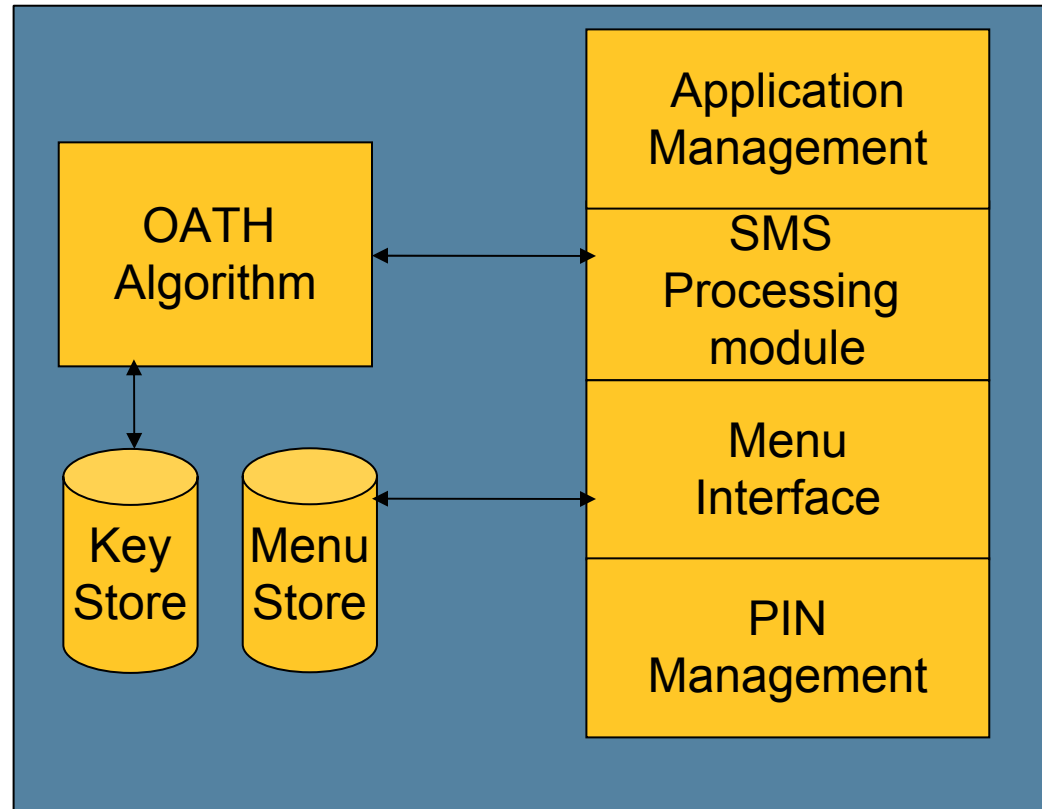 Application
Management
OATH
Algorithm
SMS
Processing
module
Menu
Interface
Key
Store
Menu
Store
PIN
Management